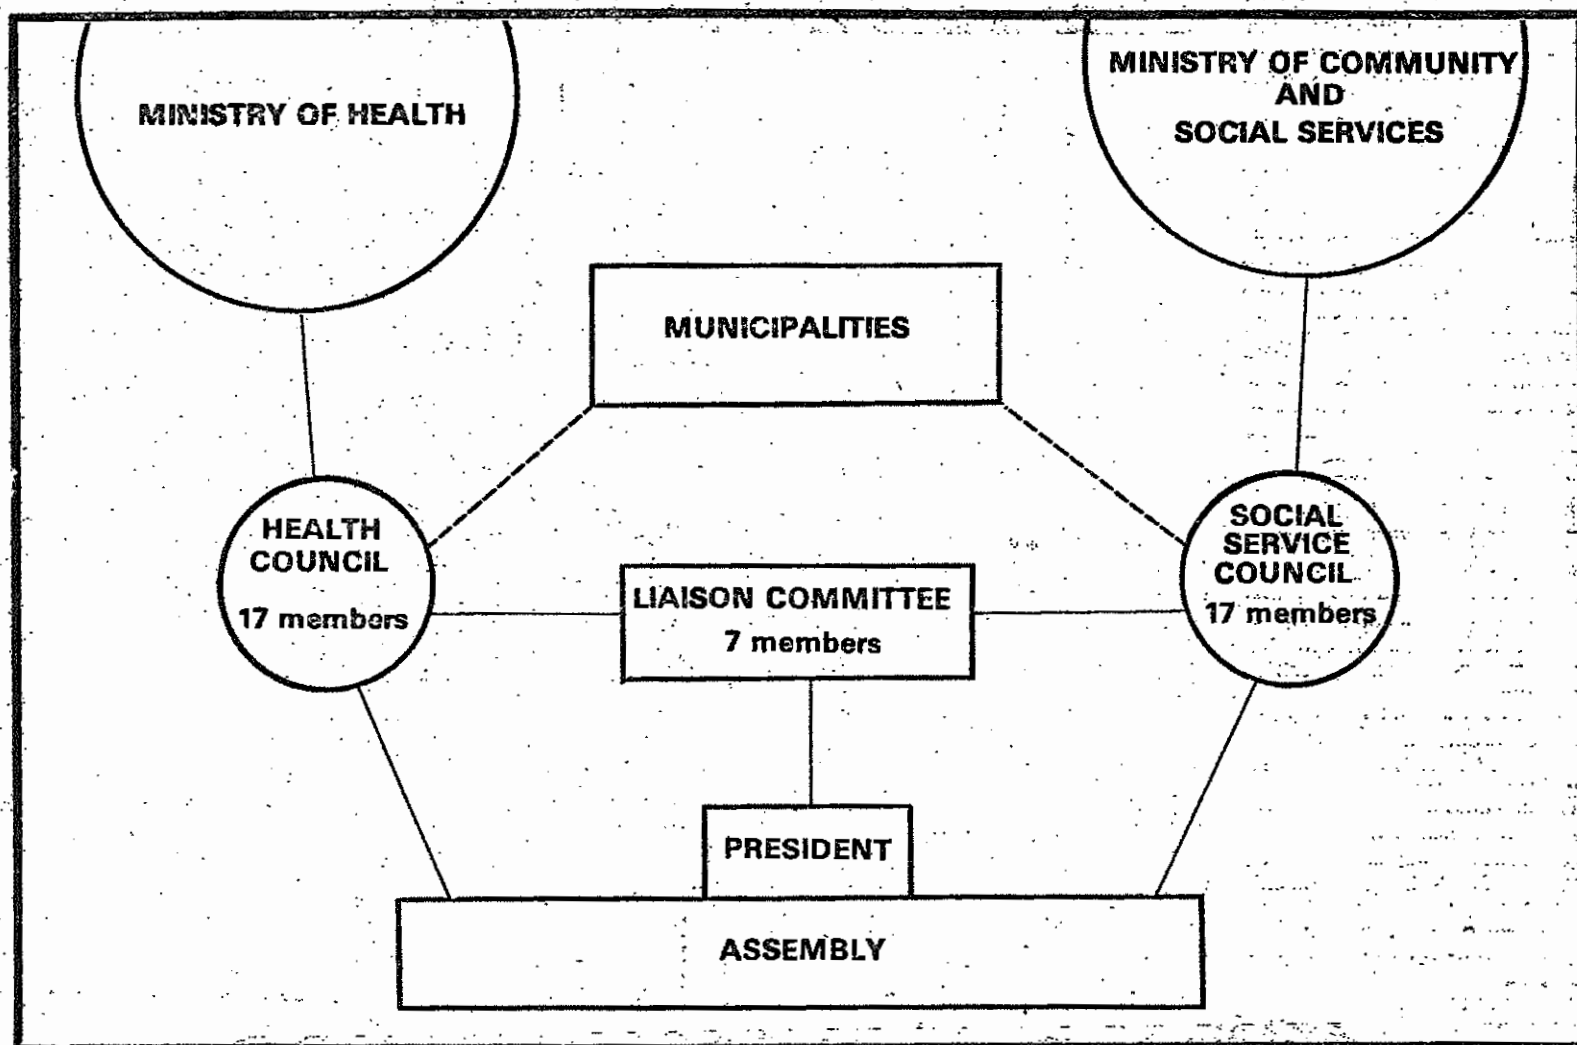 MINISTRY OF HEALTH
MINISTRY OF COMMUNITY
AND
SOCIAL SERVICES
MUNICIPALITIES
HEALTH
COUNCIL
17 members
LIAISON COMMITTEE
7 members
SOCIAL
SERVICE
COUNCIL
17 members
PRESIDENT
ASSEMBLY